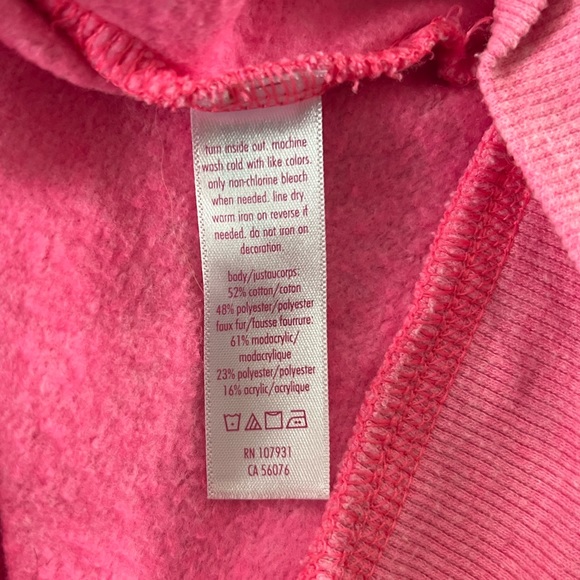 turn inside out. machine
wash cold with like colors.
only non-chlorine bleach
when needed. line dry.
warm iron on reverse if
needed. do not iron on
decoration.
body/justaucorps:
52% cotton/coton
48% polyester/polyester
faux fur/fausse fourrure:
61% modacrylic/
modacrylique
23% polyester/polyester
16% acrylic/acrylique
RN 107931
CA 56076